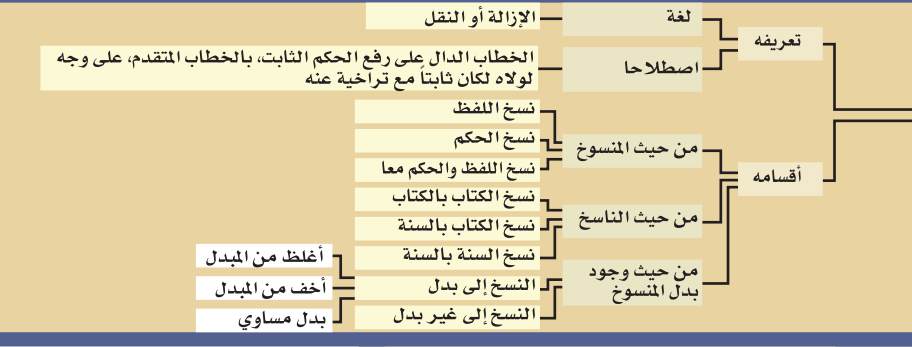 تعريفه
لغة
الإزالة أو النقل
اصطلاحا
الخطاب الدال على رفع الحكم الثابت، بالخطاب المتقدم، على وجه
لولاه لكان ثابتاً مع تراخية عنه
أقسامه
من حيث المنسوخ
نسخ اللفظ
نسخ الحكم
نسخ اللفظ والحكم معا
من حيث الناسخ
نسخ الكتاب بالكتاب
نسخ الكتاب بالسنة
نسخ السنة بالسنة
من حيث وجود
بدل المنسوخ
النسخ إلى بدل
أغلظ من المبدل
أخف من المبدل
بدل مساوي
النسخ إلى غير بدل